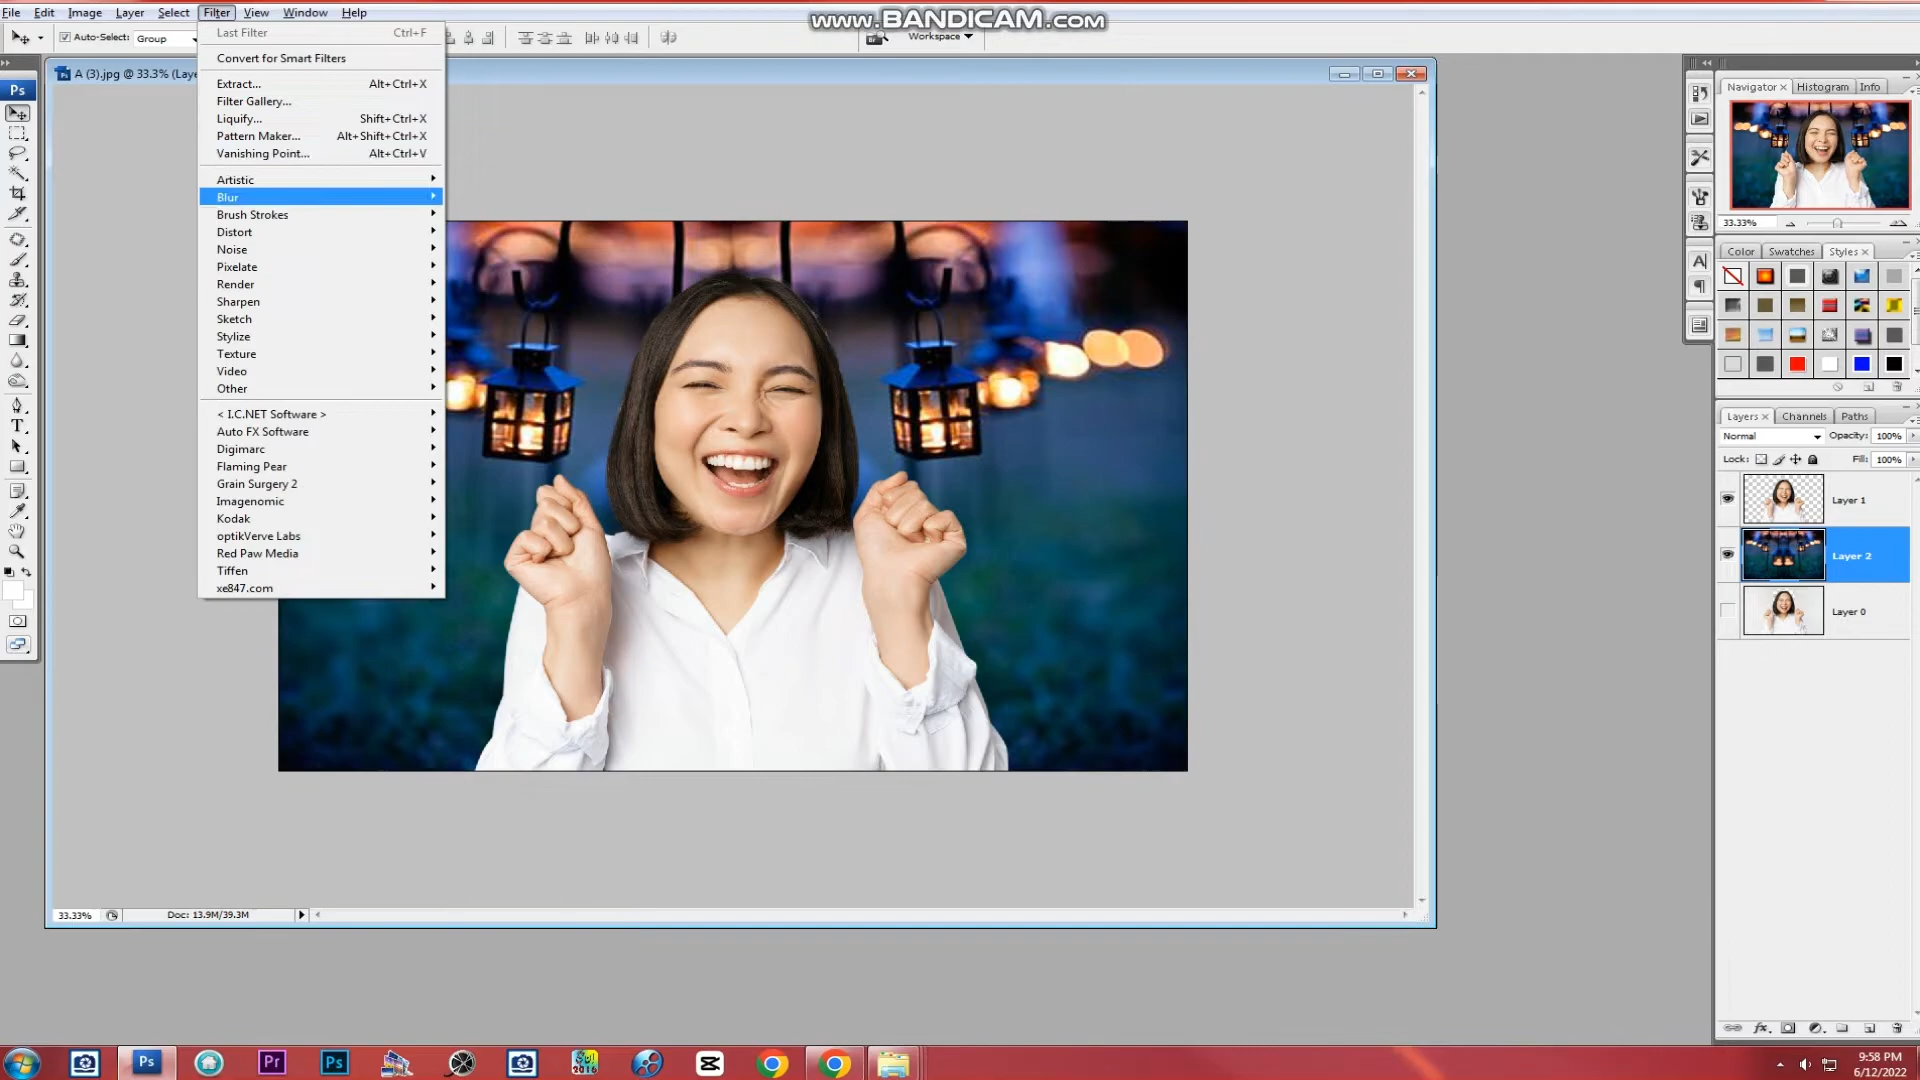 File Edit Image Layer Select Filter View Window Help
www.BANDICAM.com
Auto-Select: Group
Workspace
Last Filter Ctrl+F
Convert for Smart Filters
Extract... Alt+Ctrl+X
Filter Gallery...
Liquify... Shift+Ctrl+X
Pattern Maker... Alt+Shift+Ctrl+X
Vanishing Point... Alt+Ctrl+V
Artistic
Blur
Brush Strokes
Distort
Noise
Pixelate
Render
Sharpen
Sketch
Stylize
Texture
Video
Other
< I.C.NET Software >
Auto FX Software
Digimarc
Flaming Pear
Grain Surgery 2
Imagenomic
Kodak
optikVerve Labs
Red Paw Media
Tiffen
xe847.com
A (3).jpg @ 33.3% (Laye
Ps
T
A
Navigator × Histogram Info
33.33%
Color Swatches Styles ×
Layers × Channels Paths
Normal Opacity: 100%
Lock: Fill: 100%
Layer 1
Layer 2
Layer 0
fx.
33.33% Doc: 13.9M/39.3M
Ps Pr Ps
2016
9:58 PM
6/12/2022